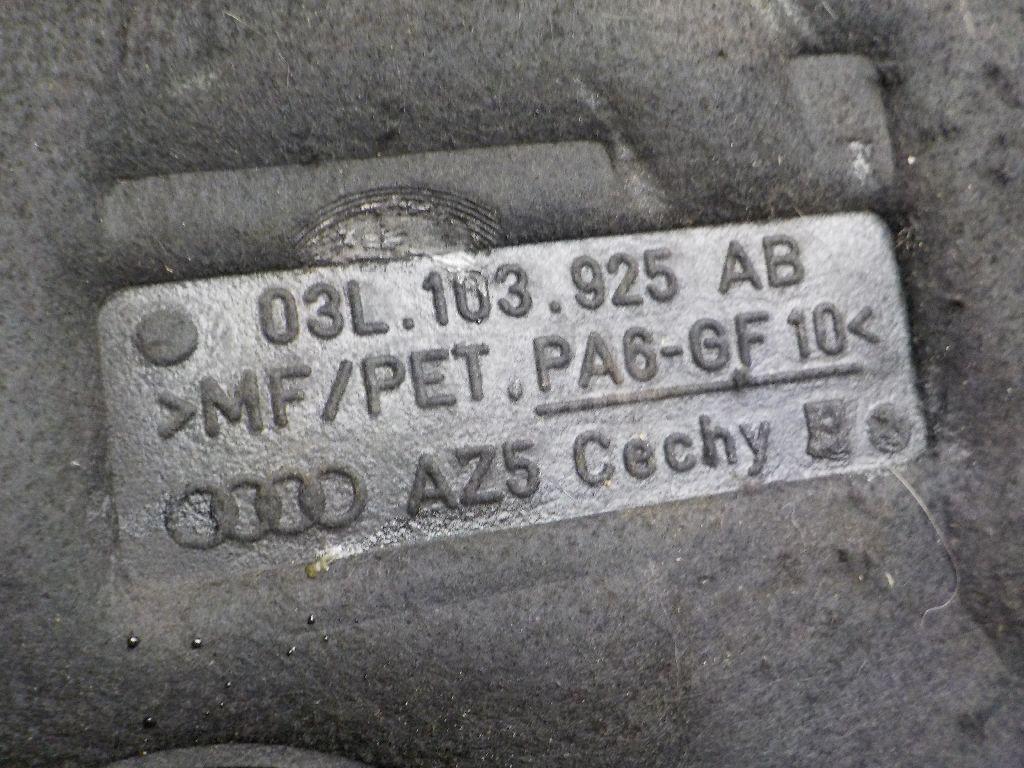 03L.103.925 AB
>MF/PET.PA6-GF10<
AZ5 Cechy